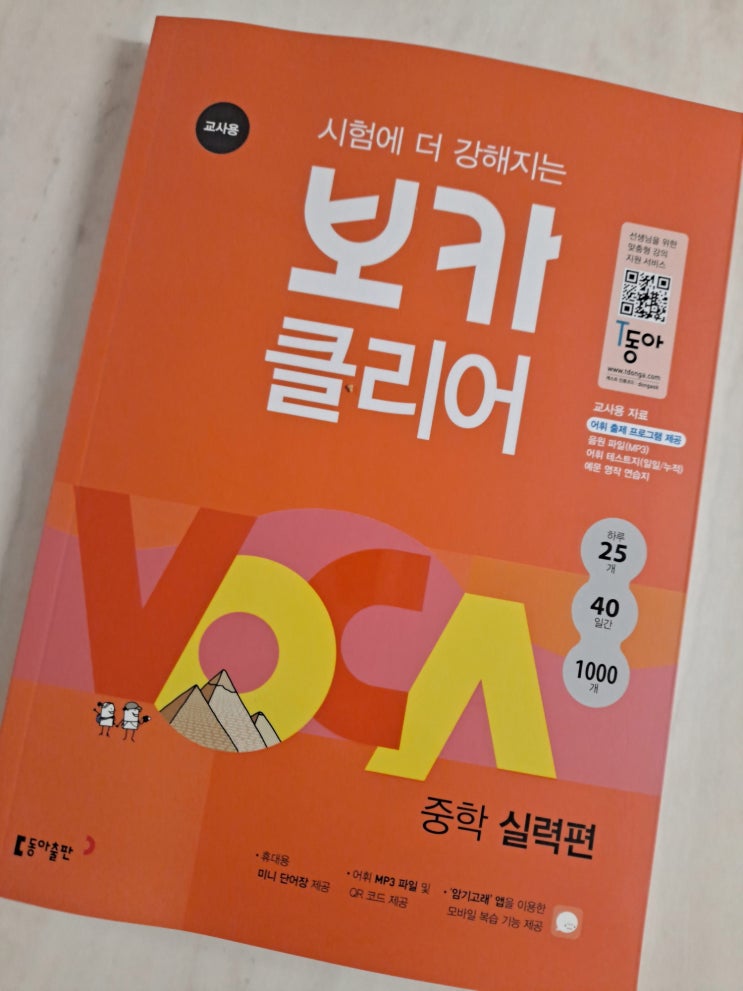 교사용
시험에 더 강해지는
보카
클리어
선생님을 위한
맞춤형 강의
지원 서비스
T동아
www.tdonga.com
교사용 자료
어휘 출제 프로그램 제공
음원 파일(MP3)
어휘 테스트지(일일/누적)
예문 영작 연습지
하루
25
개
40
일간
1000
개
VOCA
중학 실력편
동아출판
• 휴대용
미니 단어장 제공
• 어휘 MP3 파일 및
QR 코드 제공
• '암기고래' 앱을 이용한
모바일 복습 기능 제공